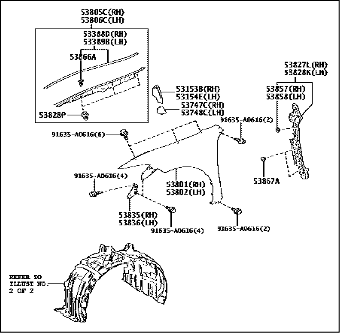 53805C(RH)
53806C(LH)
53388D(RH)
53389B(LH)
53866A
53827L(RH)
53828K(LH)
53153B(RH)
53154E(LH)
53857(RH)
53858(LH)
53747C(RH)
53748C(LH)
53828P
91635-A0616(2)
91635-A0616(6)
53867A
91635-A0616(4)
53801(RH)
53802(LH)
53835(RH)
53836(LH)
91635-A0616(4)
91635-A0616(2)
REFER TO
ILLUST NO.
2 OF 2